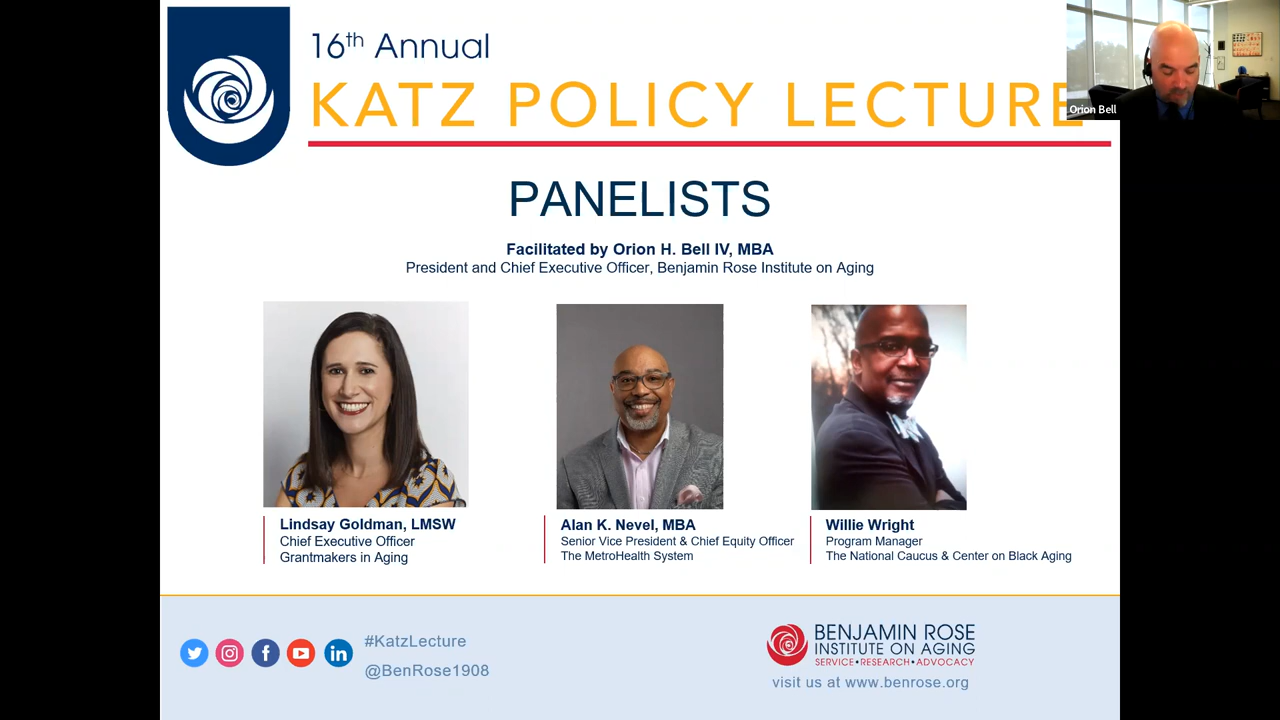 16th Annual
KATZ POLICY LECTURE
Orion Bell
PANELISTS
Facilitated by Orion H. Bell IV, MBA
President and Chief Executive Officer, Benjamin Rose Institute on Aging
Lindsay Goldman, LMSW
Chief Executive Officer
Grantmakers in Aging
Alan K. Nevel, MBA
Senior Vice President & Chief Equity Officer
The MetroHealth System
Willie Wright
Program Manager
The National Caucus & Center on Black Aging
#KatzLecture
@BenRose1908
BENJAMIN ROSE
INSTITUTE ON AGING
SERVICE•RESEARCH•ADVOCACY
visit us at www.benrose.org